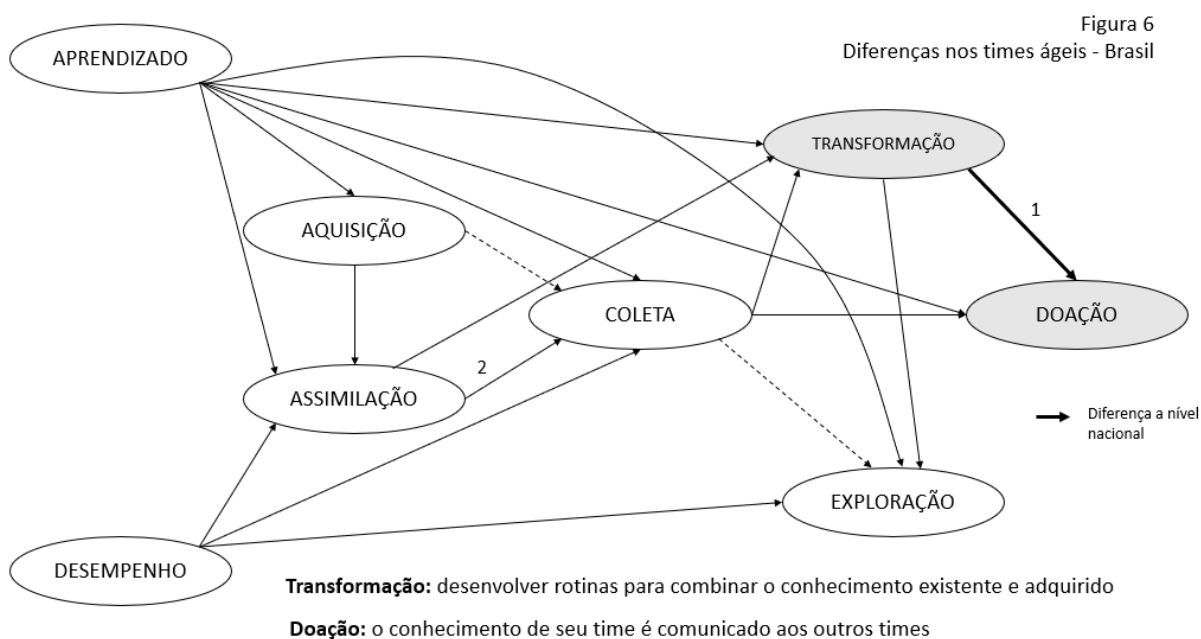 Figura 6
Diferenças nos times ágeis - Brasil
APRENDIZADO
TRANSFORMAÇÃO
1
AQUISIÇÃO
COLETA
DOAÇÃO
2
ASSIMILAÇÃO
Diferença a nível
nacional
EXPLORAÇÃO
DESEMPENHO
Transformação: desenvolver rotinas para combinar o conhecimento existente e adquirido
Doação: o conhecimento de seu time é comunicado aos outros times